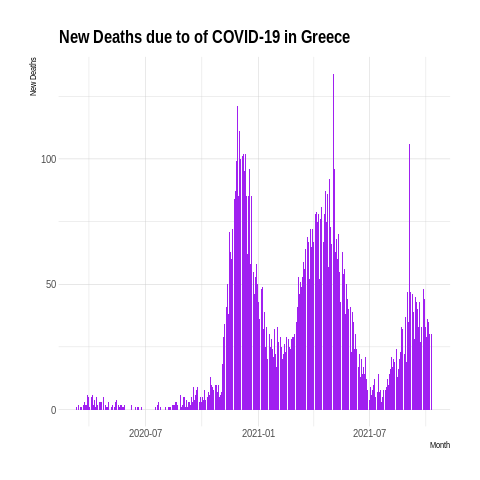 New Deaths due to of COVID-19 in Greece
New Deaths
100
50
0
2020-07
2021-01
2021-07
Month